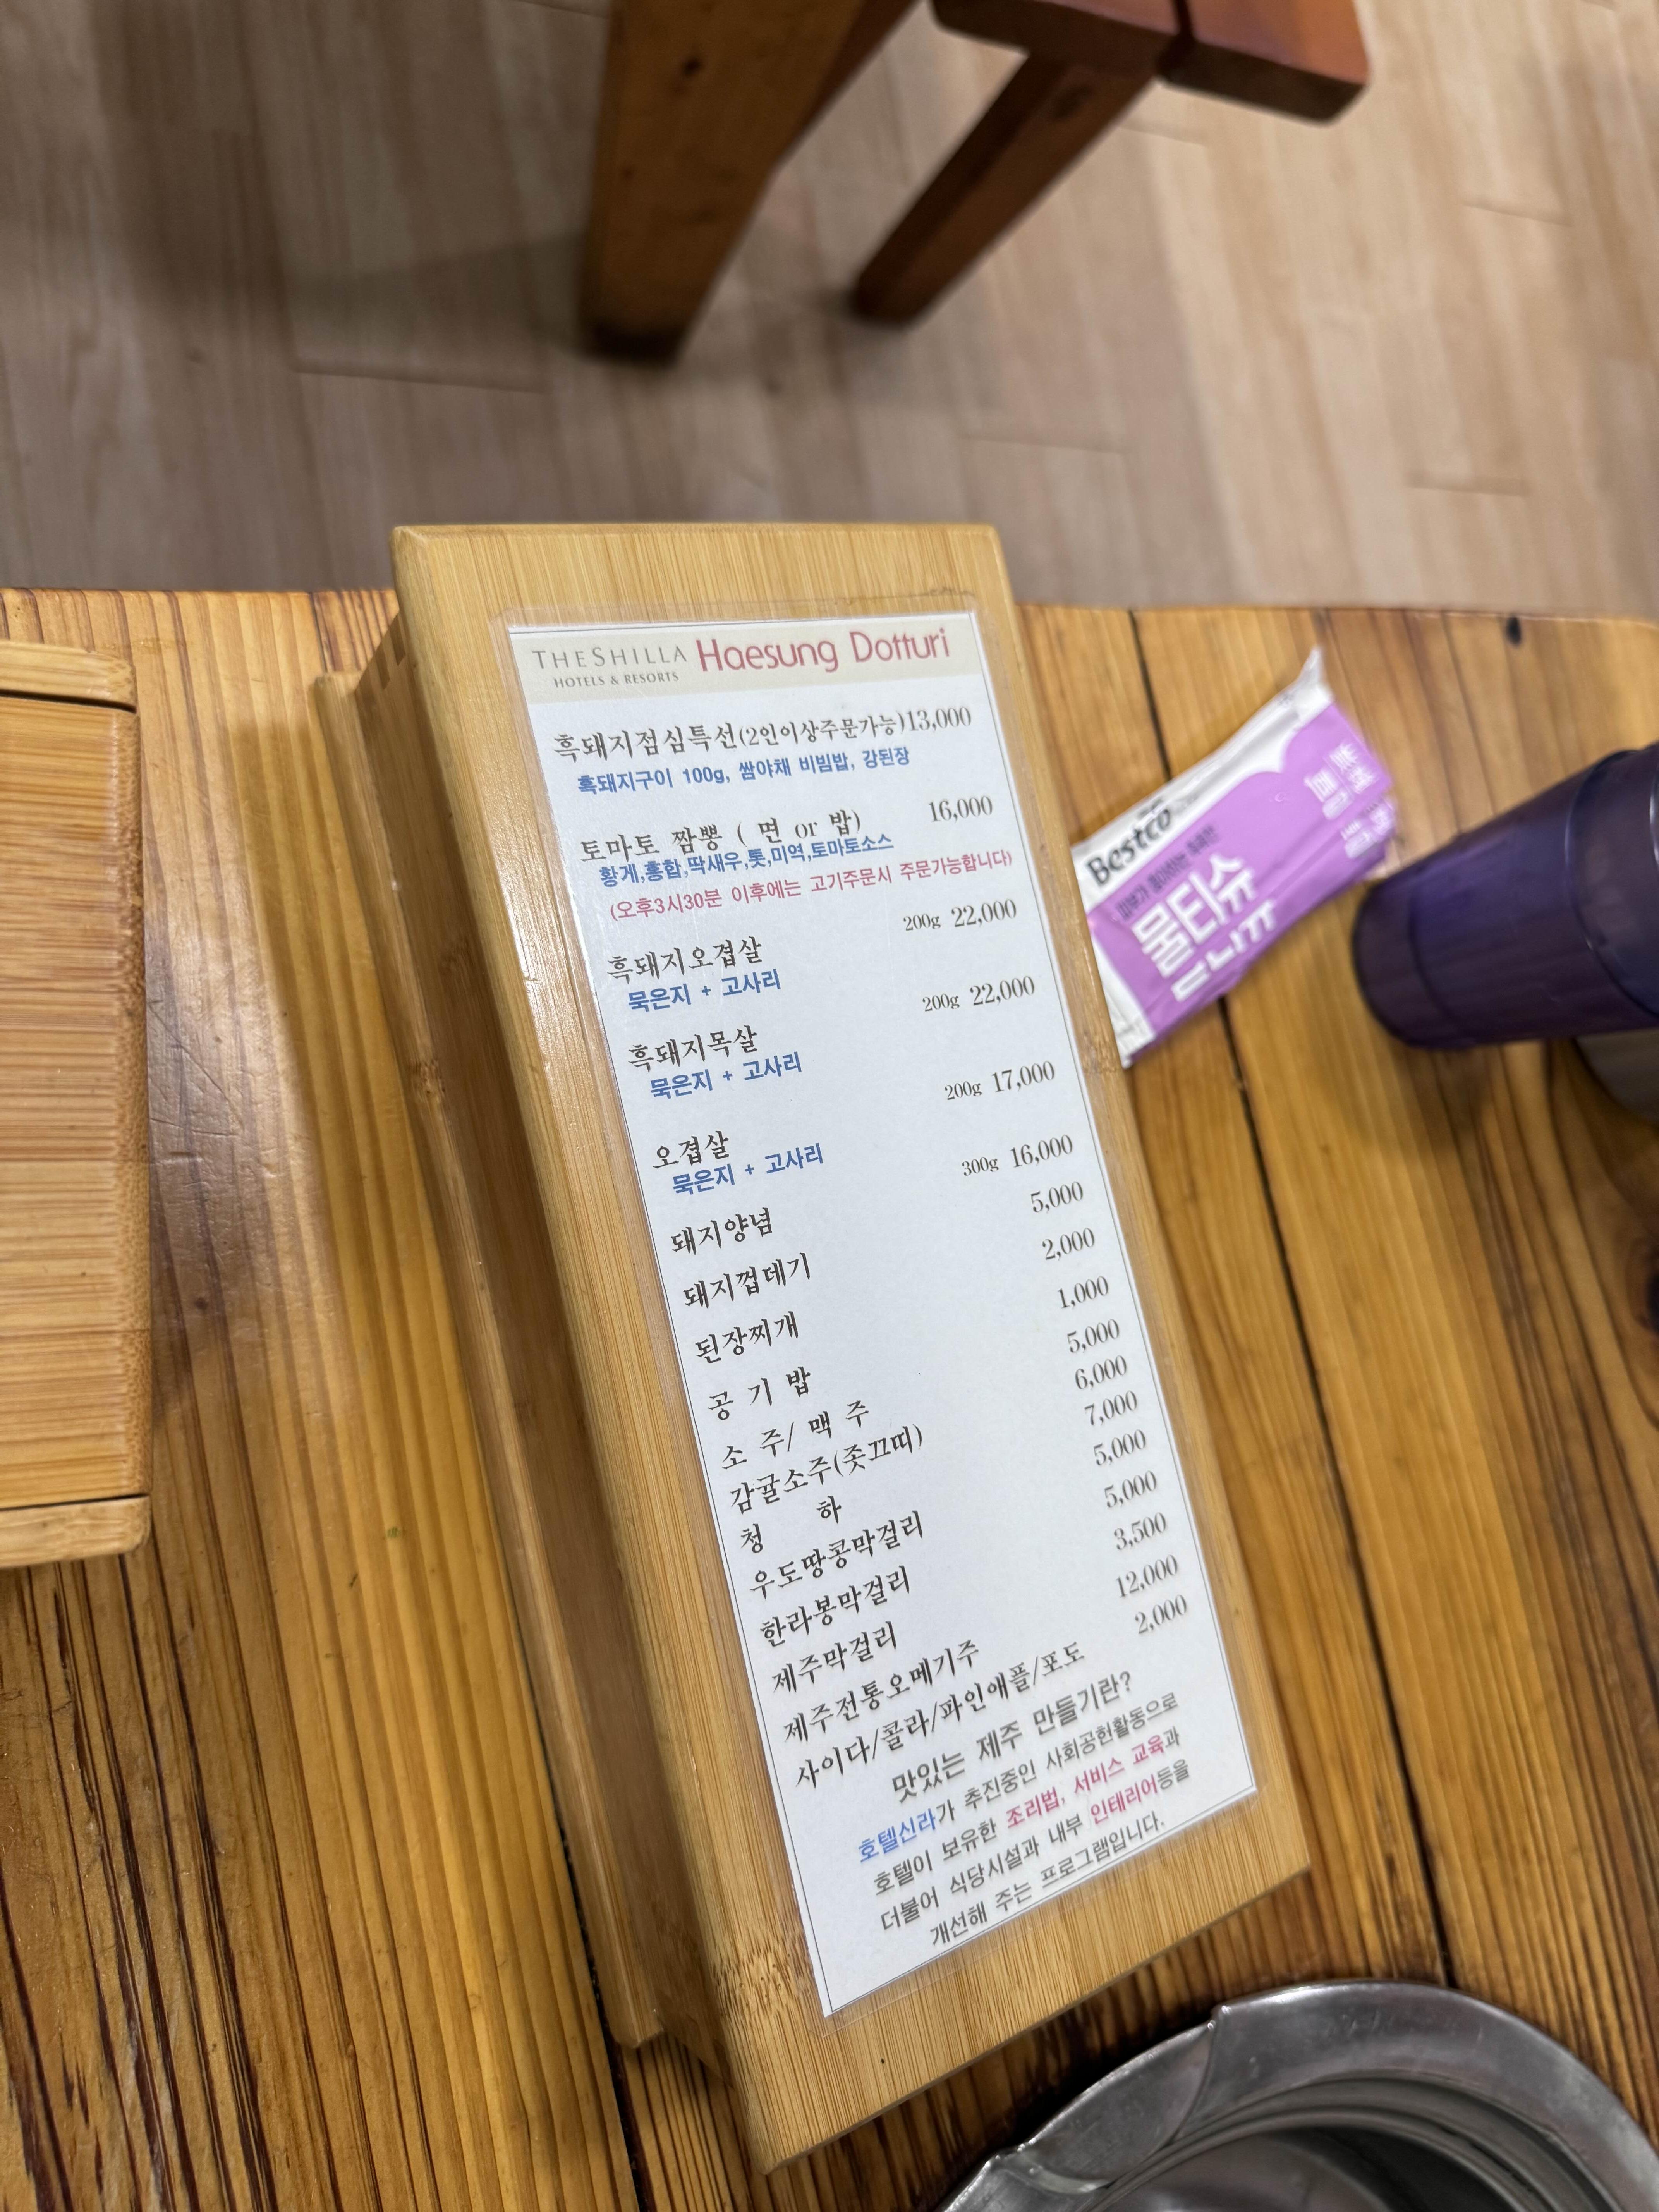 THE SHILLA Haesung Dotturi
HOTELS & RESORTS
흑돼지점심특선(2인이상주문가능)13,000
흑돼지구이 100g, 쌈야채 비빔밥, 강된장
토마토 짬뽕 ( 면 or 밥) 16,000
황게,홍합,딱새우,톳,미역,토마토소스
(오후3시30분 이후에는 고기주문시 주문가능합니다)
흑돼지오겹살 200g 22,000
묵은지 + 고사리
흑돼지목살 200g 22,000
묵은지 + 고사리
오겹살 200g 17,000
묵은지 + 고사리
돼지양념 300g 16,000
돼지껍데기 5,000
된장찌개 2,000
공 기 밥 1,000
소 주/ 맥 주 5,000
감귤소주(좃끄띠) 6,000
청 하 7,000
우도땅콩막걸리 5,000
한라봉막걸리 5,000
제주막걸리 3,500
제주전통오메기주 12,000
사이다/콜라/파인애플/포도 2,000
맛있는 제주 만들기란?
호텔신라가 추진중인 사회공헌활동으로
호텔이 보유한 조리법, 서비스 교육과
더불어 식당시설과 내부 인테리어등을
개선해 주는 프로그램입니다.
Bestco
물티슈